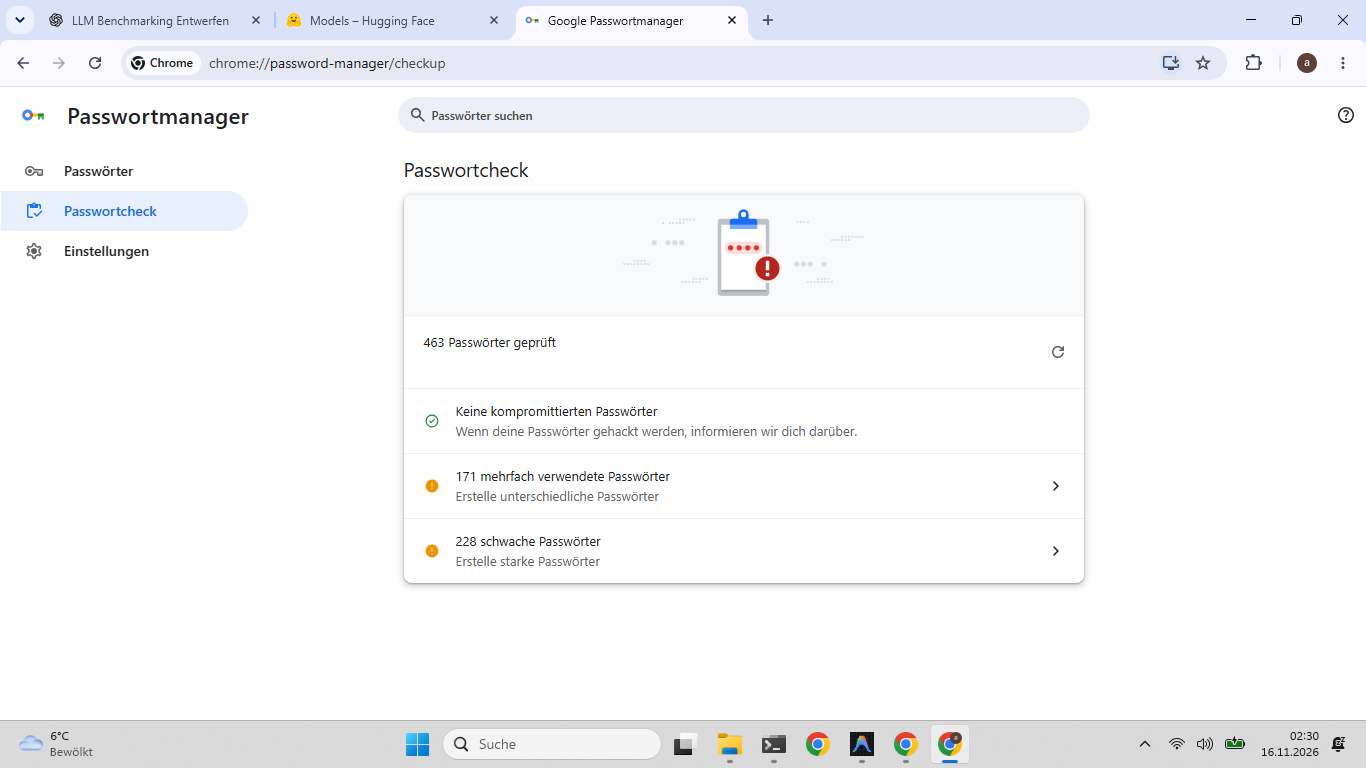 LLM Benchmarking Entwerfen
Models – Hugging Face
Google Passwortmanager
Chrome
chrome://password-manager/checkup
a
Passwortmanager
Passwörter suchen
Passwörter
Passwortcheck
Einstellungen
Passwortcheck
463 Passwörter geprüft
Keine kompromittierten Passwörter
Wenn deine Passwörter gehackt werden, informieren wir dich darüber.
171 mehrfach verwendete Passwörter
Erstelle unterschiedliche Passwörter
228 schwache Passwörter
Erstelle starke Passwörter
6°C
Bewölkt
Suche
02:30
16.11.2026